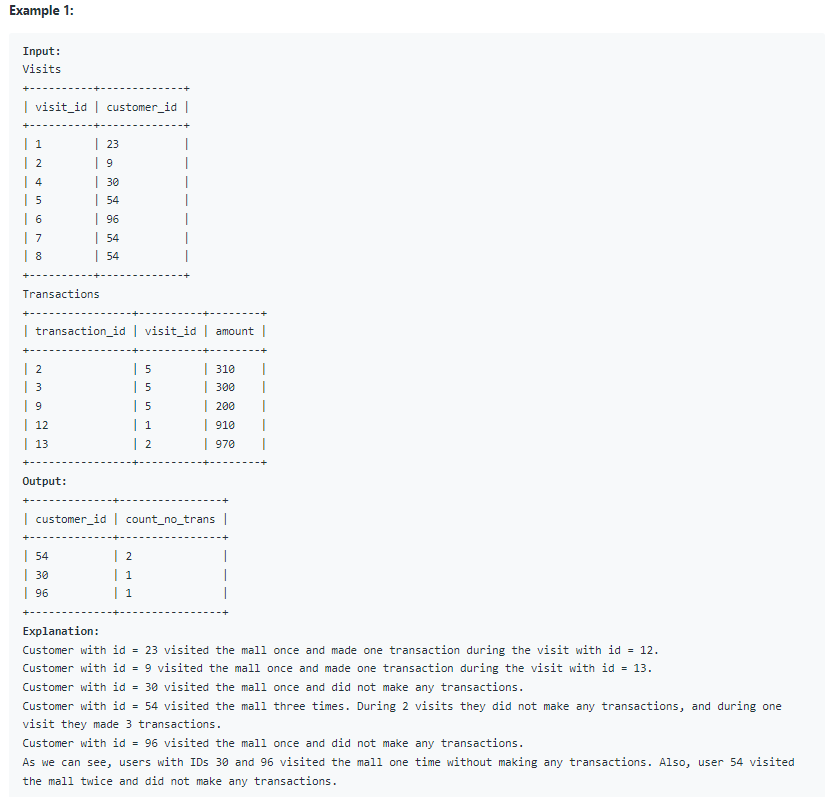 Example 1:
Input:
Visits
+----------+-------------+
| visit_id | customer_id |
+----------+-------------+
| 1        | 23          |
| 2        | 9           |
| 4        | 30          |
| 5        | 54          |
| 6        | 96          |
| 7        | 54          |
| 8        | 54          |
+----------+-------------+
Transactions
+----------------+----------+--------+
| transaction_id | visit_id | amount |
+----------------+----------+--------+
| 2              | 5        | 310    |
| 3              | 5        | 300    |
| 9              | 5        | 200    |
| 12             | 1        | 910    |
| 13             | 2        | 970    |
+----------------+----------+--------+
Output:
+-------------+----------------+
| customer_id | count_no_trans |
+-------------+----------------+
| 54          | 2              |
| 30          | 1              |
| 96          | 1              |
+-------------+----------------+
Explanation:
Customer with id = 23 visited the mall once and made one transaction during the visit with id = 12.
Customer with id = 9 visited the mall once and made one transaction during the visit with id = 13.
Customer with id = 30 visited the mall once and did not make any transactions.
Customer with id = 54 visited the mall three times. During 2 visits they did not make any transactions, and during one
visit they made 3 transactions.
Customer with id = 96 visited the mall once and did not make any transactions.
As we can see, users with IDs 30 and 96 visited the mall one time without making any transactions. Also, user 54 visited
the mall twice and did not make any transactions.